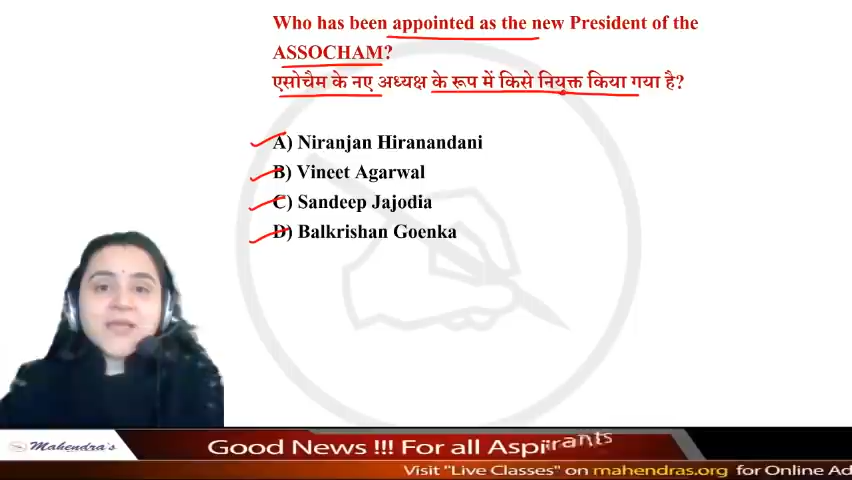 Who has been appointed as the new President of the
ASSOCHAM?
एसोचैम के नए अध्यक्ष के रूप में किसे नियुक्त किया गया है?
A) Niranjan Hiranandani
B) Vineet Agarwal
C) Sandeep Jajodia
D) Balkrishan Goenka
Mahendra's
Good News !!! For all Aspirants
Visit "Live Classes" on mahendras.org for Online Ad